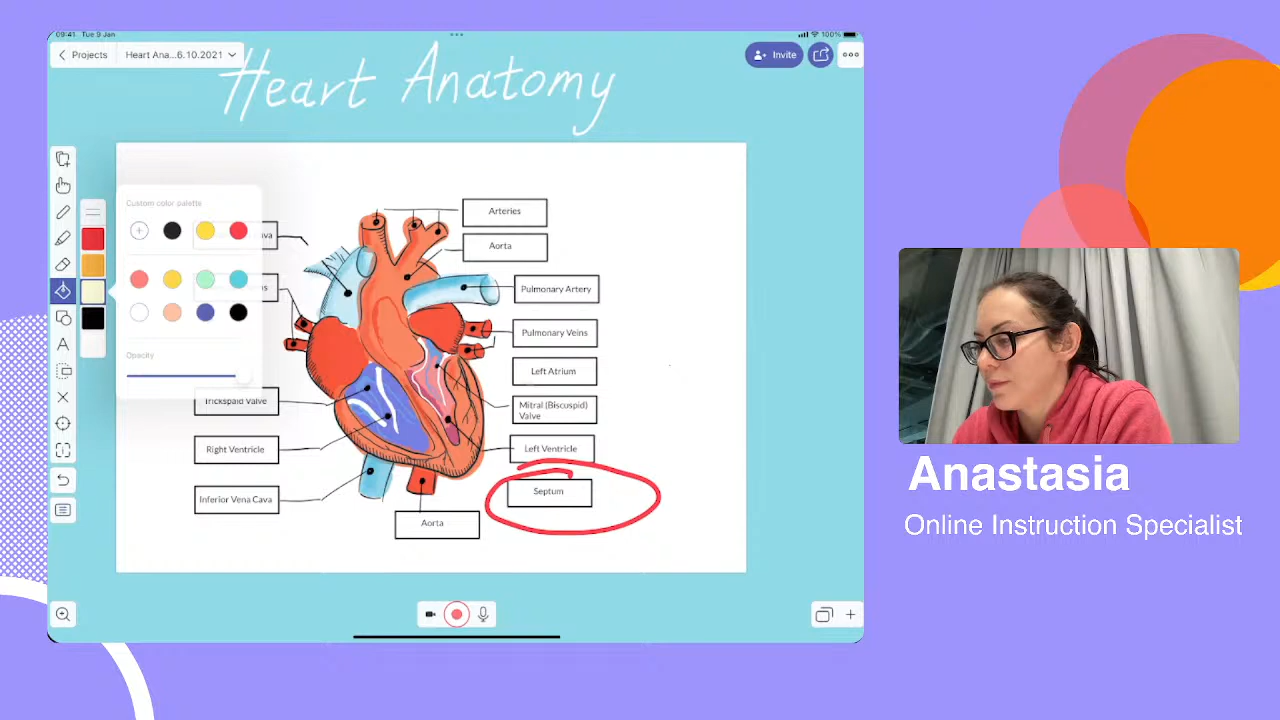 09:41 Tue 9 Jan
100%
Projects
Heart Ana...6.10.2021
Invite
Heart Anatomy
Custom color palette
Opacity
Arteries
Aorta
Pulmonary Artery
Pulmonary Veins
Left Atrium
Mitral (Biscuspid)
Valve
Left Ventricle
Septum
Trickspaid Valve
Right Ventricle
Inferior Vena Cava
Aorta
A
Anastasia
Online Instruction Specialist